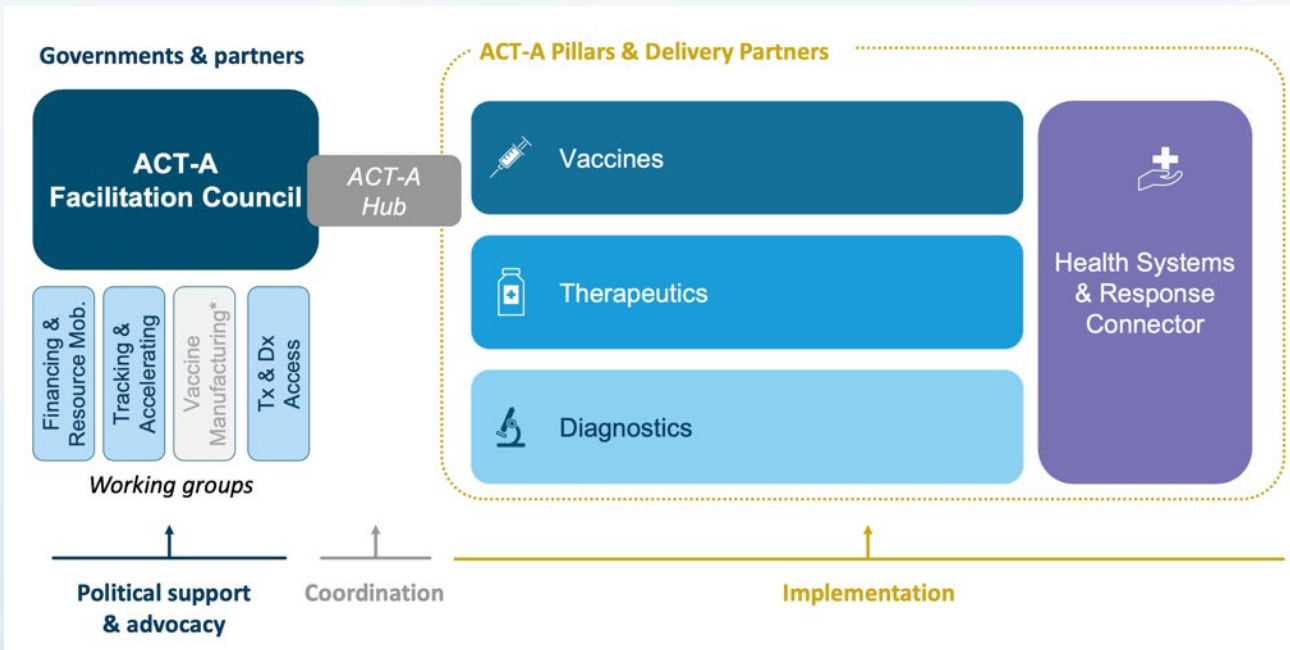 Governments & partners
ACT-A Pillars & Delivery Partners
ACT-A
Facilitation Council
ACT-A
Hub
Vaccines
Therapeutics
Diagnostics
Health Systems
& Response
Connector
Financing &
Resource Mob.
Tracking &
Accelerating
Vaccine
Manufacturing*
Tx & Dx
Access
Working groups
Political support
& advocacy
Coordination
Implementation